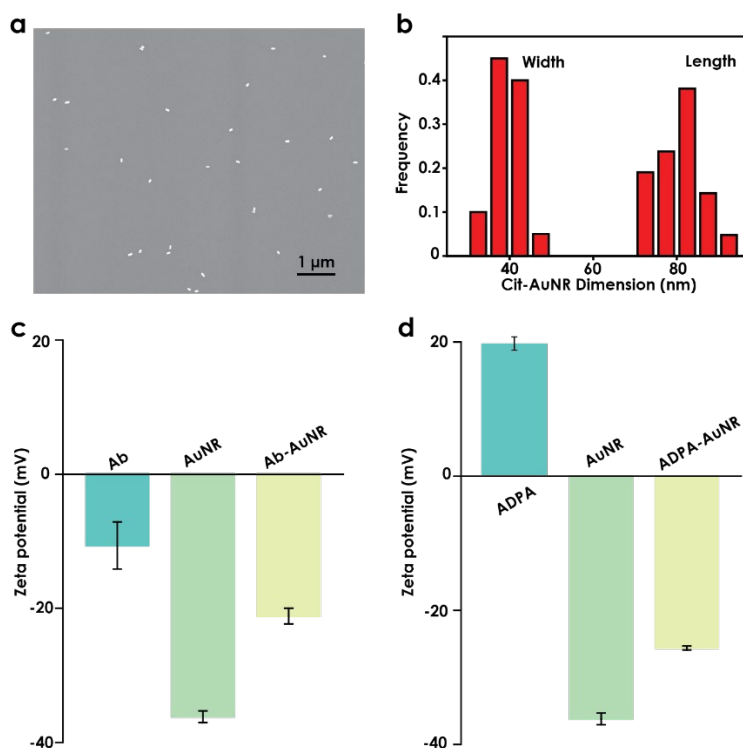 a
1 µm
b
Frequency
0.4
0.3
0.2
0.1
0
Width
Length
40
60
80
Cit-AuNR Dimension (nm)
c
Zeta potential (mV)
20
0
-20
-40
Ab
AuNR
Ab-AuNR
d
Zeta potential (mV)
20
0
-20
-40
ADPA
AuNR
ADPA-AuNR